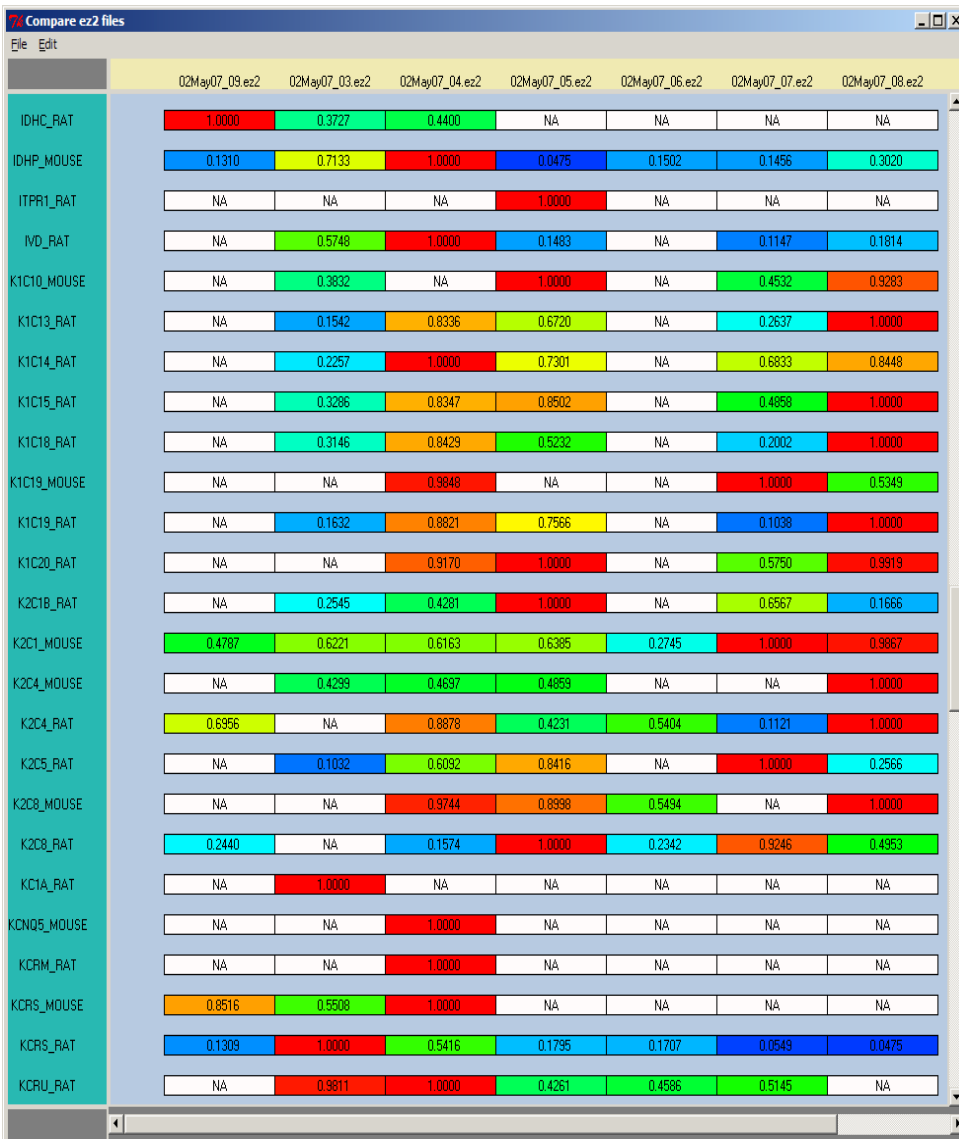 Compare ez2 files
File Edit
02May07_09.ez2 02May07_03.ez2 02May07_04.ez2 02May07_05.ez2 02May07_06.ez2 02May07_07.ez2 02May07_08.ez2
IDHC_RAT 1.0000 0.3727 0.4400 NA NA NA NA
IDHP_MOUSE 0.1310 0.7133 1.0000 0.0475 0.1502 0.1456 0.3020
ITPR1_RAT NA NA NA 1.0000 NA NA NA
IVD_RAT NA 0.5748 1.0000 0.1483 NA 0.1147 0.1814
K1C10_MOUSE NA 0.3832 NA 1.0000 NA 0.4532 0.9283
K1C13_RAT NA 0.1542 0.8336 0.6720 NA 0.2637 1.0000
K1C14_RAT NA 0.2257 1.0000 0.7301 NA 0.6833 0.8448
K1C15_RAT NA 0.3286 0.8347 0.8502 NA 0.4858 1.0000
K1C18_RAT NA 0.3146 0.8429 0.5232 NA 0.2002 1.0000
K1C19_MOUSE NA NA 0.9848 NA NA 1.0000 0.5349
K1C19_RAT NA 0.1632 0.8821 0.7566 NA 0.1038 1.0000
K1C20_RAT NA NA 0.9170 1.0000 NA 0.5750 0.9919
K2C1B_RAT NA 0.2545 0.4281 1.0000 NA 0.6567 0.1666
K2C1_MOUSE 0.4787 0.6221 0.6163 0.6385 0.2745 1.0000 0.9867
K2C4_MOUSE NA 0.4299 0.4697 0.4859 NA NA 1.0000
K2C4_RAT 0.6956 NA 0.8878 0.4231 0.5404 0.1121 1.0000
K2C5_RAT NA 0.1032 0.6092 0.8416 NA 1.0000 0.2566
K2C8_MOUSE NA NA 0.9744 0.8998 0.5494 NA 1.0000
K2C8_RAT 0.2440 NA 0.1574 1.0000 0.2342 0.9246 0.4953
KC1A_RAT NA 1.0000 NA NA NA NA NA
KCNQ5_MOUSE NA NA 1.0000 NA NA NA NA
KCRM_RAT NA NA 1.0000 NA NA NA NA
KCRS_MOUSE 0.8516 0.5508 1.0000 NA NA NA NA
KCRS_RAT 0.1309 1.0000 0.5416 0.1795 0.1707 0.0549 0.0475
KCRU_RAT NA 0.9811 1.0000 0.4261 0.4586 0.5145 NA